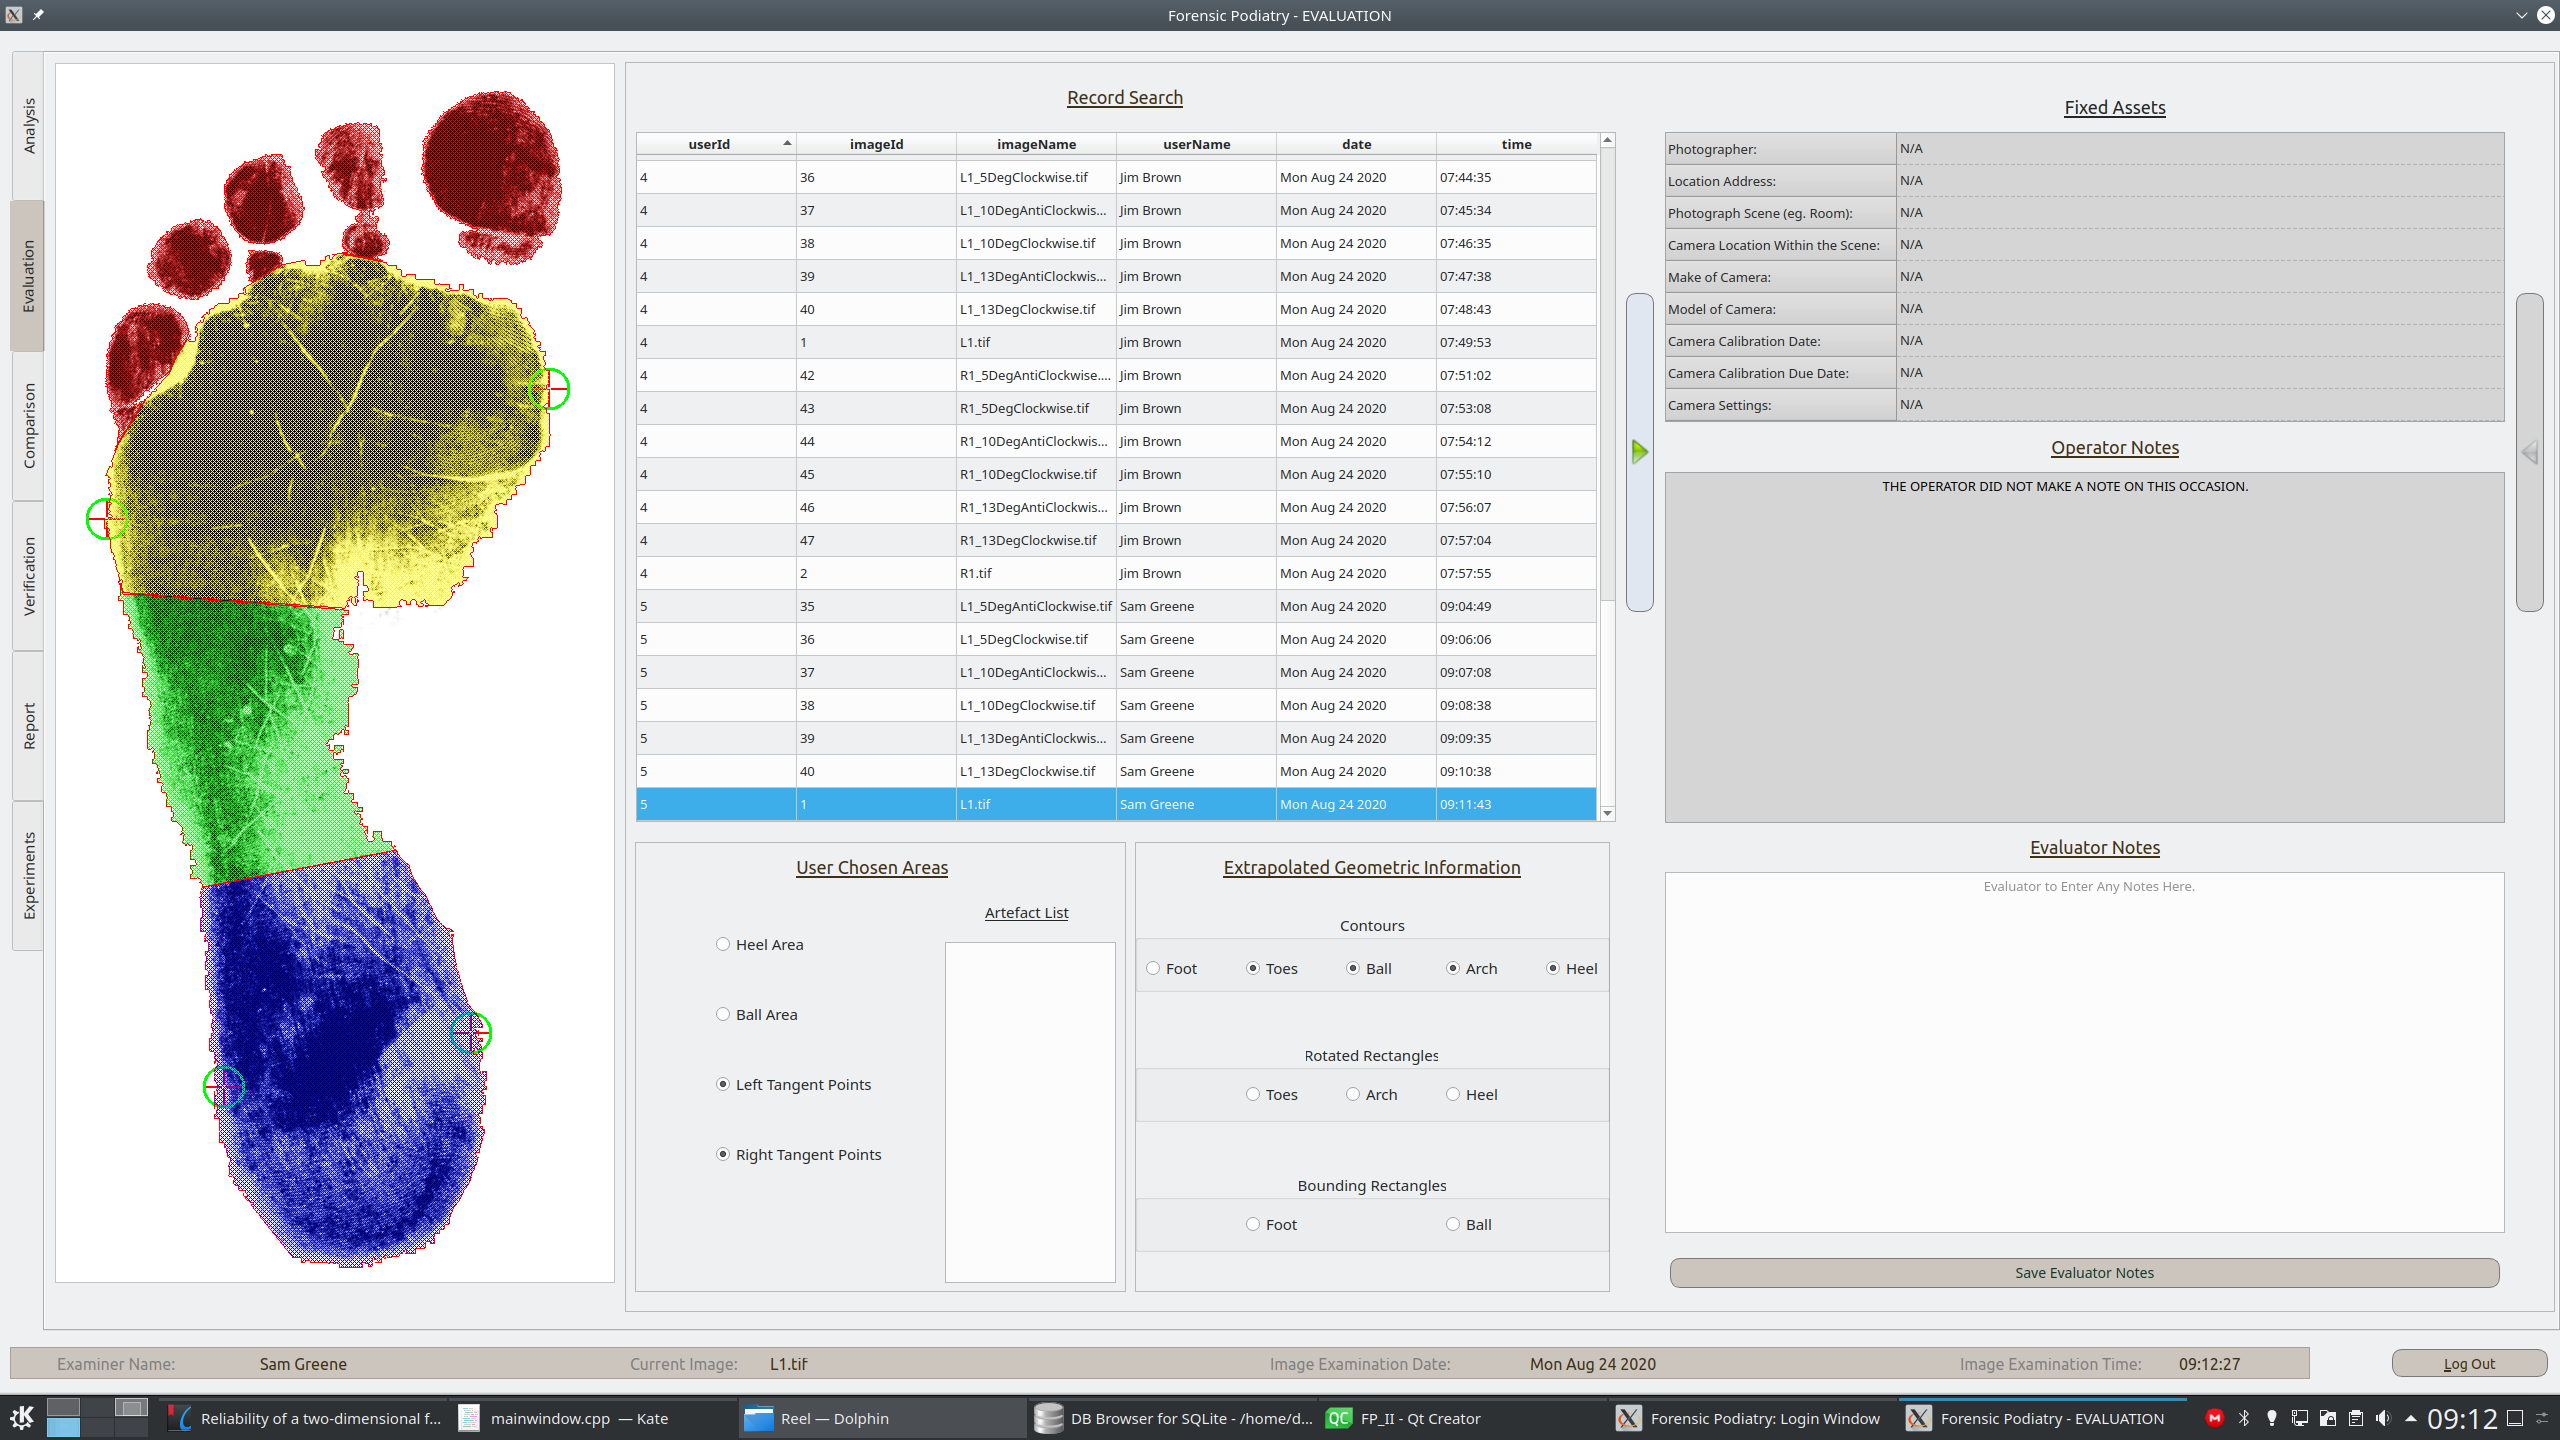 Forensic Podiatry - EVALUATION
Analysis
Evaluation
Comparison
Verification
Report
Experiments
Record Search
userId imageId imageName userName date time
4 36 L1_5DegClockwise.tif Jim Brown Mon Aug 24 2020 07:44:35
4 37 L1_10DegAntiClockwis... Jim Brown Mon Aug 24 2020 07:45:34
4 38 L1_10DegClockwise.tif Jim Brown Mon Aug 24 2020 07:46:35
4 39 L1_13DegAntiClockwis... Jim Brown Mon Aug 24 2020 07:47:38
4 40 L1_13DegClockwise.tif Jim Brown Mon Aug 24 2020 07:48:43
4 1 L1.tif Jim Brown Mon Aug 24 2020 07:49:53
4 42 R1_5DegAntiClockwise.... Jim Brown Mon Aug 24 2020 07:51:02
4 43 R1_5DegClockwise.tif Jim Brown Mon Aug 24 2020 07:53:08
4 44 R1_10DegAntiClockwis... Jim Brown Mon Aug 24 2020 07:54:12
4 45 R1_10DegClockwise.tif Jim Brown Mon Aug 24 2020 07:55:10
4 46 R1_13DegAntiClockwis... Jim Brown Mon Aug 24 2020 07:56:07
4 47 R1_13DegClockwise.tif Jim Brown Mon Aug 24 2020 07:57:04
4 2 R1.tif Jim Brown Mon Aug 24 2020 07:57:55
5 35 L1_5DegAntiClockwise.tif Sam Greene Mon Aug 24 2020 09:04:49
5 36 L1_5DegClockwise.tif Sam Greene Mon Aug 24 2020 09:06:06
5 37 L1_10DegAntiClockwis... Sam Greene Mon Aug 24 2020 09:07:08
5 38 L1_10DegClockwise.tif Sam Greene Mon Aug 24 2020 09:08:38
5 39 L1_13DegAntiClockwis... Sam Greene Mon Aug 24 2020 09:09:35
5 40 L1_13DegClockwise.tif Sam Greene Mon Aug 24 2020 09:10:38
5 1 L1.tif Sam Greene Mon Aug 24 2020 09:11:43
User Chosen Areas
Artefact List
Heel Area
Ball Area
Left Tangent Points
Right Tangent Points
Extrapolated Geometric Information
Contours
Foot Toes Ball Arch Heel
Rotated Rectangles
Toes Arch Heel
Bounding Rectangles
Foot Ball
Fixed Assets
Photographer: N/A
Location Address: N/A
Photograph Scene (eg. Room): N/A
Camera Location Within the Scene: N/A
Make of Camera: N/A
Model of Camera: N/A
Camera Calibration Date: N/A
Camera Calibration Due Date: N/A
Camera Settings: N/A
Operator Notes
THE OPERATOR DID NOT MAKE A NOTE ON THIS OCCASION.
Evaluator Notes
Evaluator to Enter Any Notes Here.
Save Evaluator Notes
Examiner Name: Sam Greene Current Image: L1.tif Image Examination Date: Mon Aug 24 2020 Image Examination Time: 09:12:27 Log Out
Reliability of a two-dimensional f... mainwindow.cpp — Kate Reel — Dolphin DB Browser for SQLite - /home/d... QC FP_II - Qt Creator Forensic Podiatry: Login Window Forensic Podiatry - EVALUATION 09:12